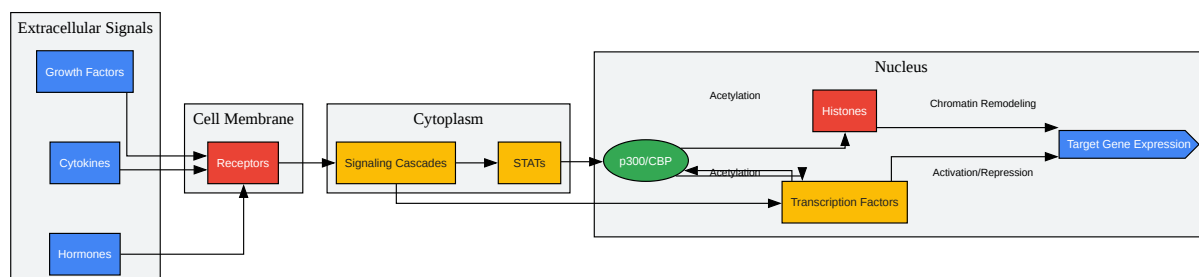 Extracellular Signals
Growth Factors
Cytokines
Hormones
Cell Membrane
Receptors
Cytoplasm
Signaling Cascades
STATs
Nucleus
p300/CBP
Acetylation
Acetylation
Histones
Transcription Factors
Chromatin Remodeling
Activation/Repression
Target Gene Expression